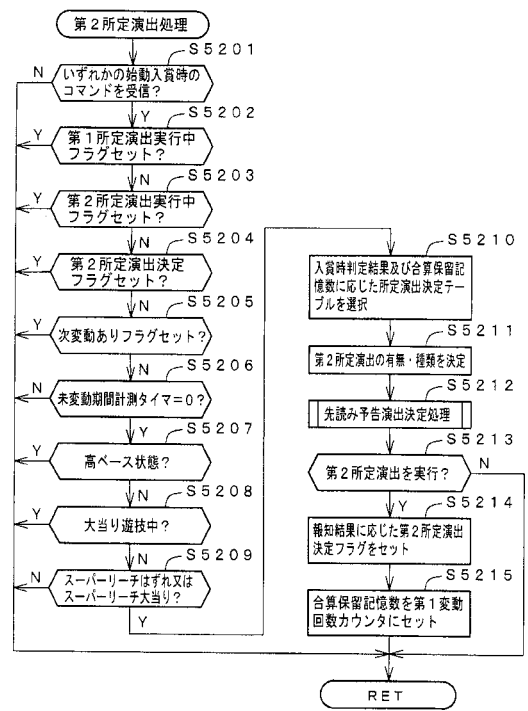 第２所定演出処理
Ｓ５２０１
いずれかの始動入賞時の
コマンドを受信？
N
Y
Ｓ５２０２
第１所定演出実行中
フラグセット？
Y
N
Ｓ５２０３
第２所定演出実行中
フラグセット？
Y
N
Ｓ５２０４
第２所定演出決定
フラグセット？
Y
N
Ｓ５２０５
次変動ありフラグセット？
Y
N
Ｓ５２０６
未変動期間計測タイマ＝０？
N
Y
Ｓ５２０７
高ベース状態？
Y
N
Ｓ５２０８
大当り遊技中？
Y
N
Ｓ５２０９
スーパーリーチはずれ又は
スーパーリーチ大当り？
N
Y
Ｓ５２１０
入賞時判定結果及び合算保留記
憶数に応じた所定演出決定テー
ブルを選択
Ｓ５２１１
第２所定演出の有無・種類を決定
Ｓ５２１２
先読み予告演出決定処理
Ｓ５２１３
第２所定演出を実行？
N
Y
Ｓ５２１４
報知結果に応じた第２所定演出
決定フラグをセット
Ｓ５２１５
合算保留記憶数を第１変動
回数カウンタにセット
ＲＥＴ